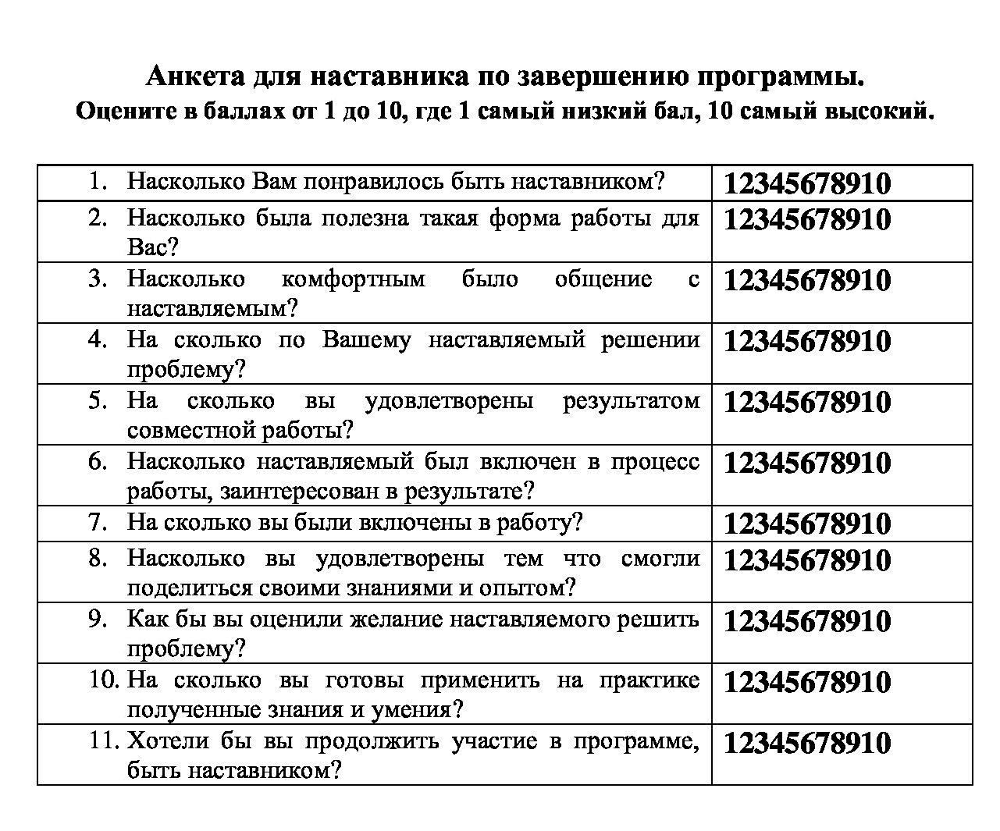 Анкета для наставника по завершению программы.
Оцените в баллах от 1 до 10, где 1 самый низкий бал, 10 самый высокий.
1. Насколько Вам понравилось быть наставником? 12345678910
2. Насколько была полезна такая форма работы для 12345678910
Вас?
3. Насколько комфортным было общение с 12345678910
наставляемым?
4. На сколько по Вашему наставляемый решении 12345678910
проблему?
5. На сколько вы удовлетворены результатом 12345678910
совместной работы?
6. Насколько наставляемый был включен в процесс 12345678910
работы, заинтересован в результате?
7. На сколько вы были включены в работу? 12345678910
8. Насколько вы удовлетворены тем что смогли 12345678910
поделиться своими знаниями и опытом?
9. Как бы вы оценили желание наставляемого решить 12345678910
проблему?
10. На сколько вы готовы применить на практике 12345678910
полученные знания и умения?
11. Хотели бы вы продолжить участие в программе, 12345678910
быть наставником?